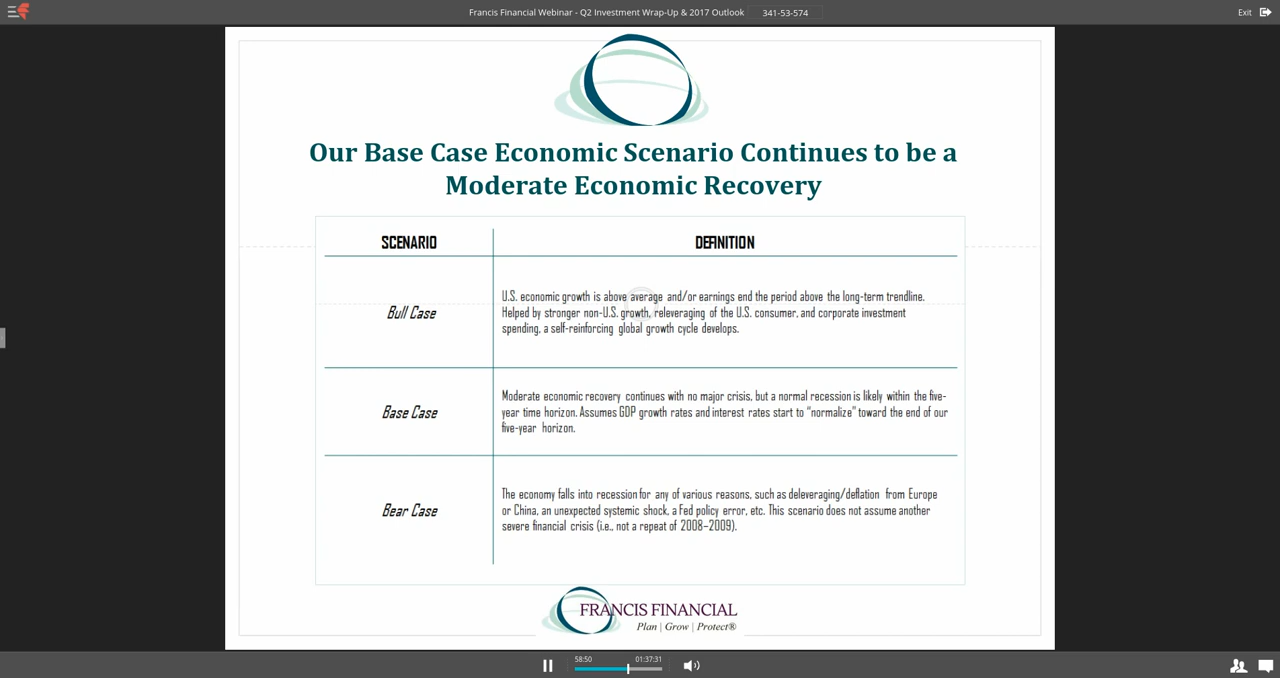 Francis Financial Webinar - Q2 Investment Wrap-Up & 2017 Outlook
341-53-574
Exit
Our Base Case Economic Scenario Continues to be a
Moderate Economic Recovery
SCENARIO
DEFINITION
Bull Case
U.S. economic growth is above average and/or earnings end the period above the long-term trendline.
Helped by stronger non-U.S. growth, releveraging of the U.S. consumer, and corporate investment
spending, a self-reinforcing global growth cycle develops.
Base Case
Moderate economic recovery continues with no major crisis, but a normal recession is likely within the five-
year time horizon. Assumes GDP growth rates and interest rates start to “normalize” toward the end of our
five-year horizon.
Bear Case
The economy falls into recession for any of various reasons, such as deleveraging/deflation from Europe
or China, an unexpected systemic shock, a Fed policy error, etc. This scenario does not assume another
severe financial crisis (i.e., not a repeat of 2008–2009).
FRANCIS FINANCIAL
Plan | Grow | Protect®
58:50
01:37:31